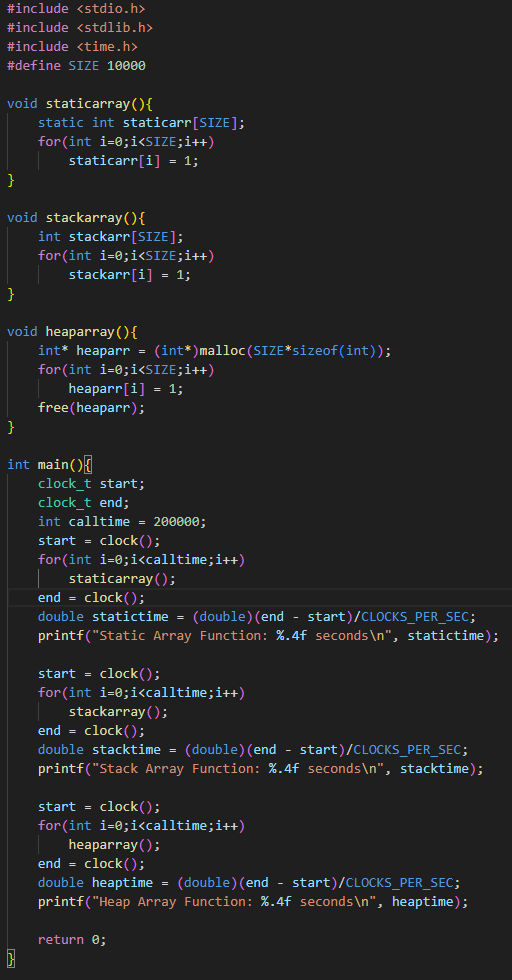 #include <stdio.h>
#include <stdlib.h>
#include <time.h>
#define SIZE 10000

void staticarray(){
    static int staticarr[SIZE];
    for(int i=0;i<SIZE;i++)
        staticarr[i] = 1;
}

void stackarray(){
    int stackarr[SIZE];
    for(int i=0;i<SIZE;i++)
        stackarr[i] = 1;
}

void heaparray(){
    int* heaparr = (int*)malloc(SIZE*sizeof(int));
    for(int i=0;i<SIZE;i++)
        heaparr[i] = 1;
    free(heaparr);
}

int main(){
    clock_t start;
    clock_t end;
    int calltime = 200000;
    start = clock();
    for(int i=0;i<calltime;i++)
        staticarray();
    end = clock();
    double statictime = (double)(end - start)/CLOCKS_PER_SEC;
    printf("Static Array Function: %.4f seconds\n", statictime);

    start = clock();
    for(int i=0;i<calltime;i++)
        stackarray();
    end = clock();
    double stacktime = (double)(end - start)/CLOCKS_PER_SEC;
    printf("Stack Array Function: %.4f seconds\n", stacktime);

    start = clock();
    for(int i=0;i<calltime;i++)
        heaparray();
    end = clock();
    double heaptime = (double)(end - start)/CLOCKS_PER_SEC;
    printf("Heap Array Function: %.4f seconds\n", heaptime);

    return 0;
}